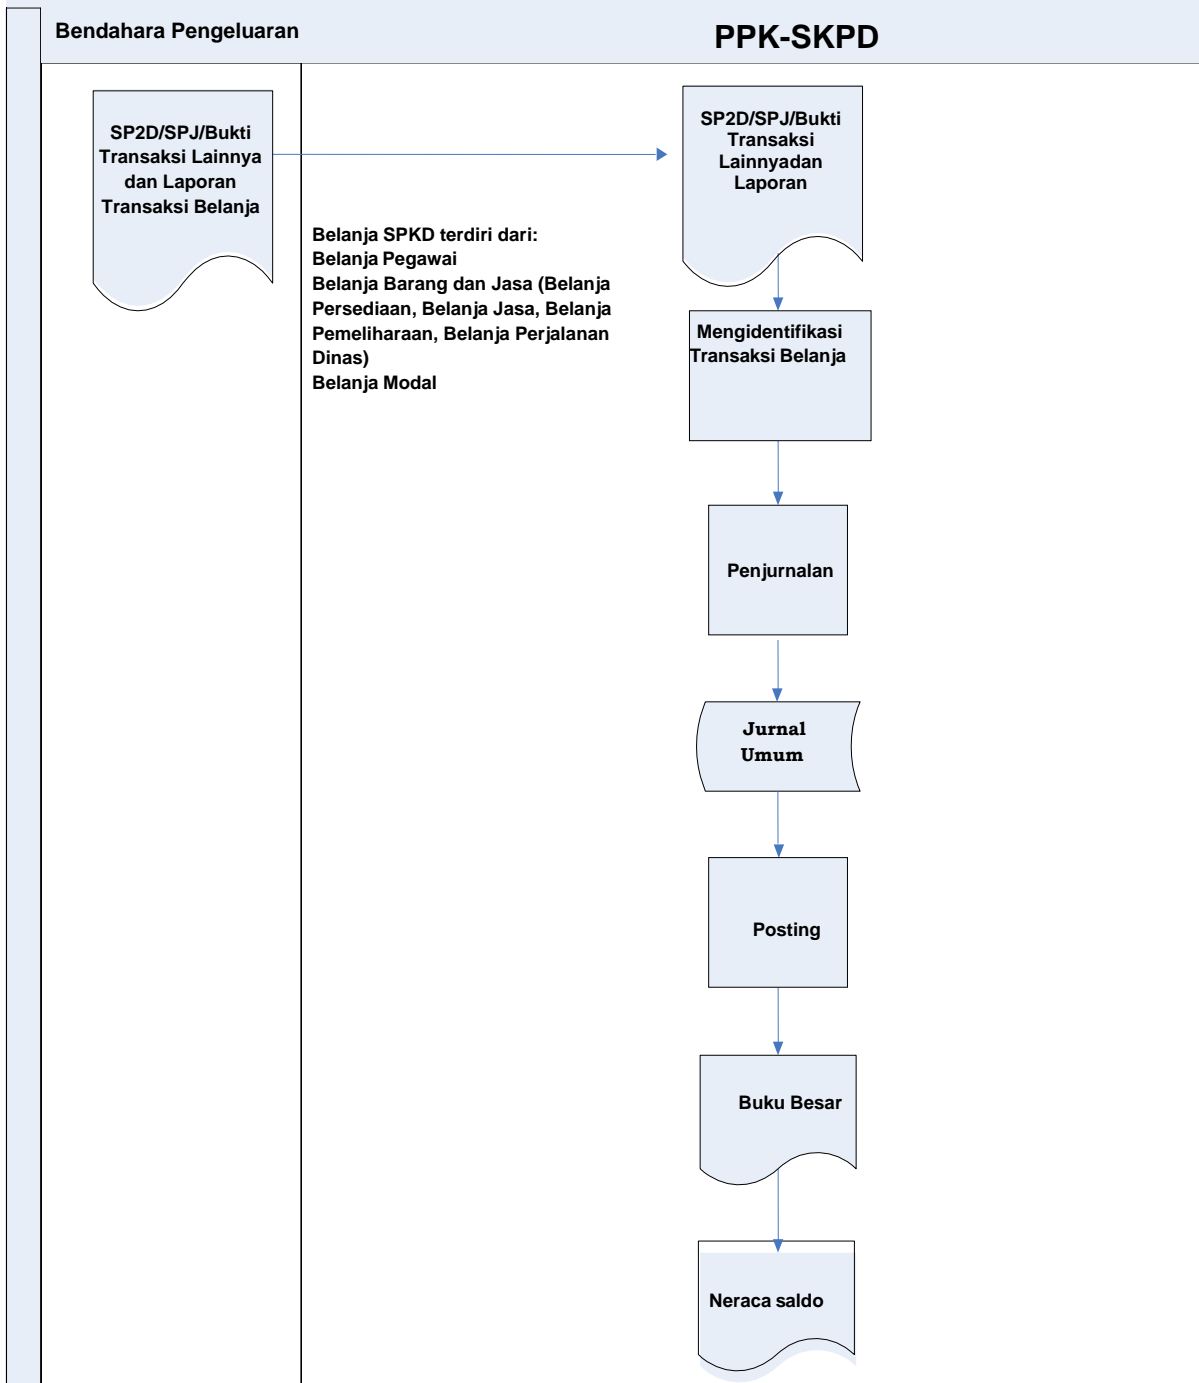 Bendahara Pengeluaran
PPK-SKPD
SP2D/SPJ/Bukti
Transaksi Lainnya
dan Laporan
Transaksi Belanja
SP2D/SPJ/Bukti
Transaksi
Lainnyadan
Laporan
Belanja SPKD terdiri dari:
Belanja Pegawai
Belanja Barang dan Jasa (Belanja
Persediaan, Belanja Jasa, Belanja
Pemeliharaan, Belanja Perjalanan
Dinas)
Belanja Modal
Mengidentifikasi
Transaksi Belanja
Penjurnalan
Jurnal
Umum
Posting
Buku Besar
Neraca saldo